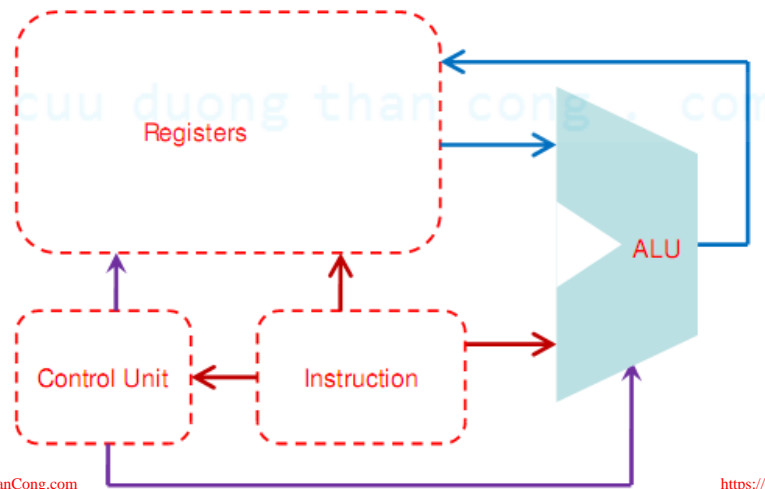 cuu duong than cong . com
Registers
ALU
Control Unit
Instruction
anCong.com
https://